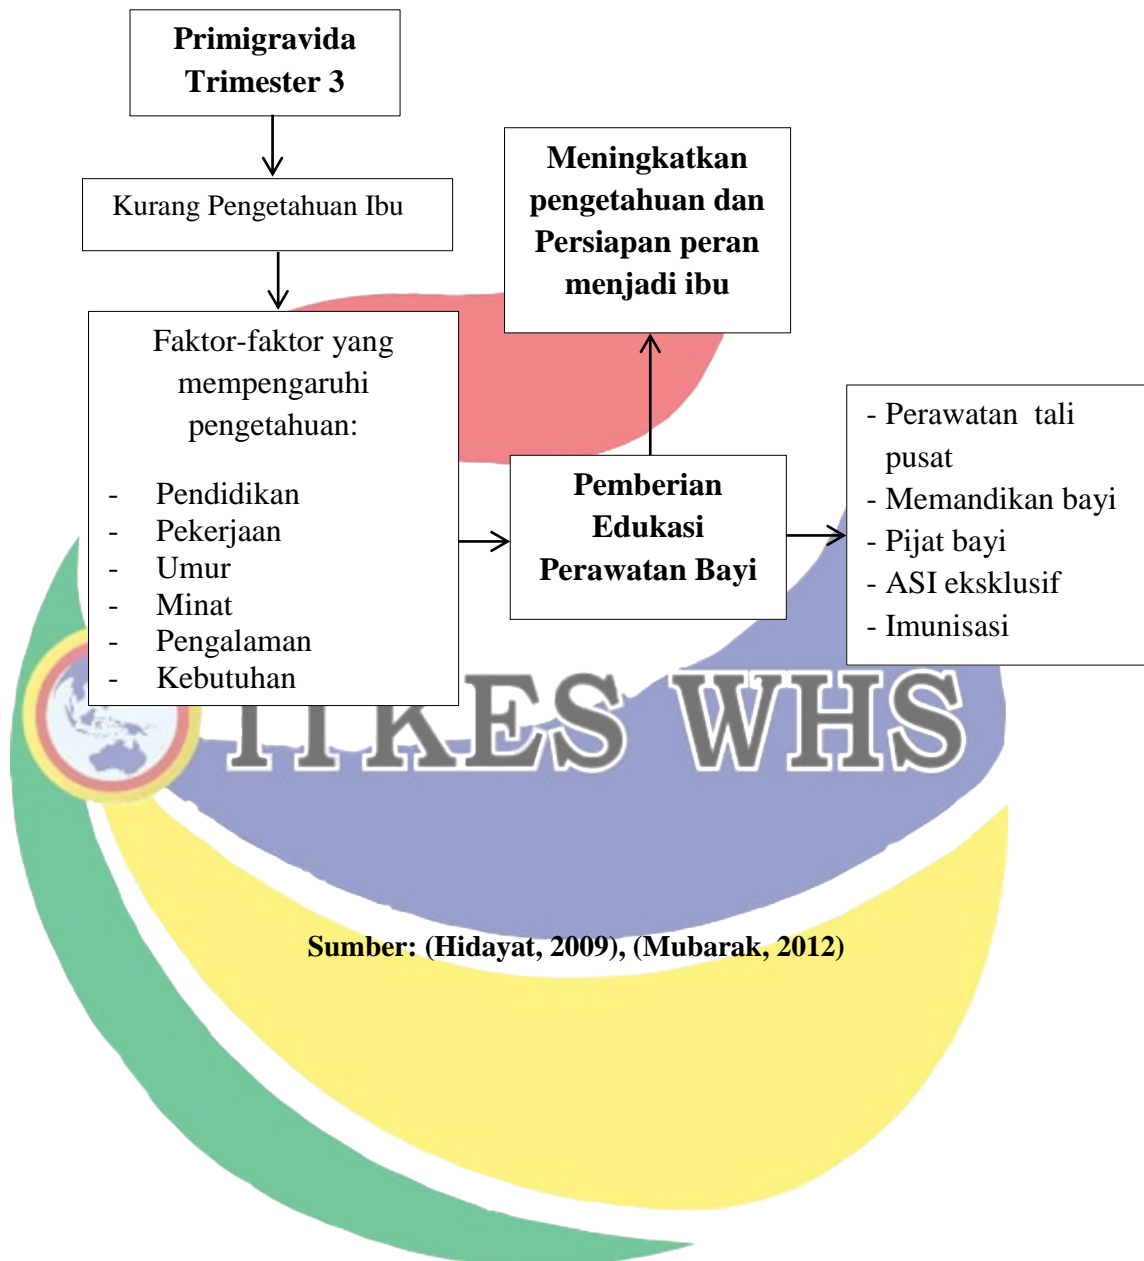 Primigravida
Trimester 3
Kurang Pengetahuan Ibu
Meningkatkan
pengetahuan dan
Persiapan peran
menjadi ibu
Faktor-faktor yang
mempengaruhi
pengetahuan:
- Pendidikan
- Pekerjaan
- Umur
- Minat
- Pengalaman
- Kebutuhan
Pemberian
Edukasi
Perawatan Bayi
- Perawatan tali
pusat
- Memandikan bayi
- Pijat bayi
- ASI eksklusif
- Imunisasi
ITKES WHS
Sumber: (Hidayat, 2009), (Mubarak, 2012)